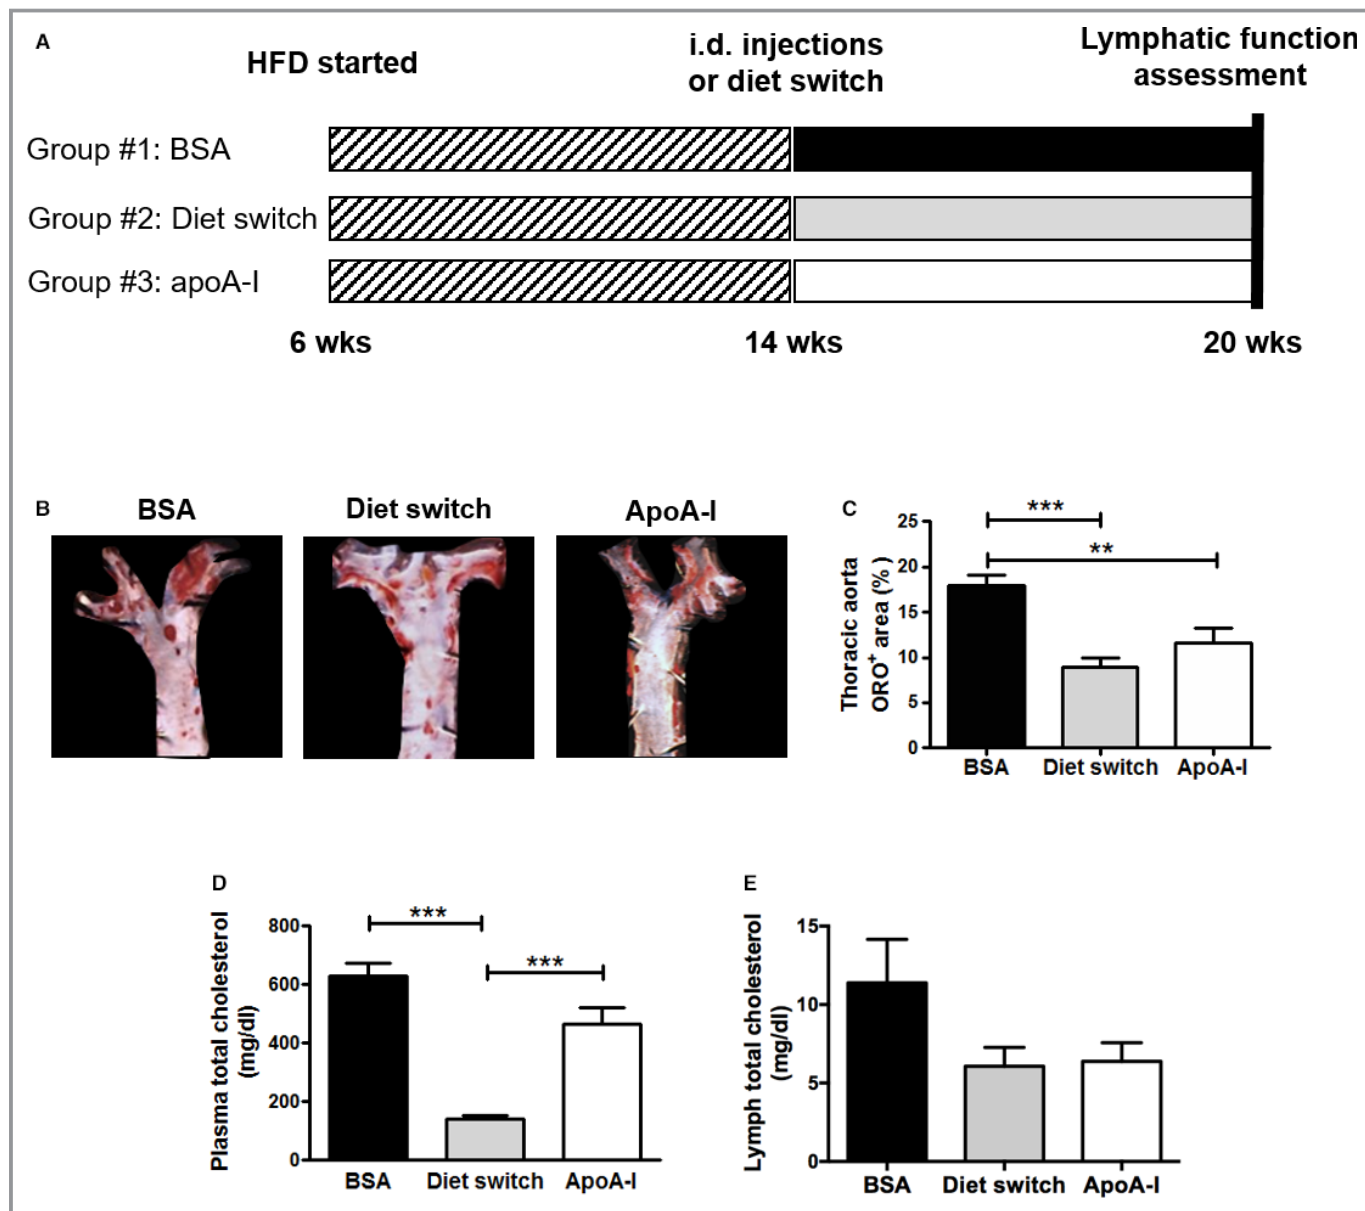 A
HFD started
i.d. injections
or diet switch
Lymphatic function
assessment
Group #1: BSA
Group #2: Diet switch
Group #3: apoA-I
6 wks
14 wks
20 wks
B
BSA
Diet switch
ApoA-I
C
Thoracic aorta
ORO⁺ area (%)
25
20
15
10
5
0
***
**
BSA
Diet switch
ApoA-I
D
Plasma total cholesterol
(mg/dl)
800
600
400
200
0
***
***
BSA
Diet switch
ApoA-I
E
Lymph total cholesterol
(mg/dl)
15
10
5
0
BSA
Diet switch
ApoA-I